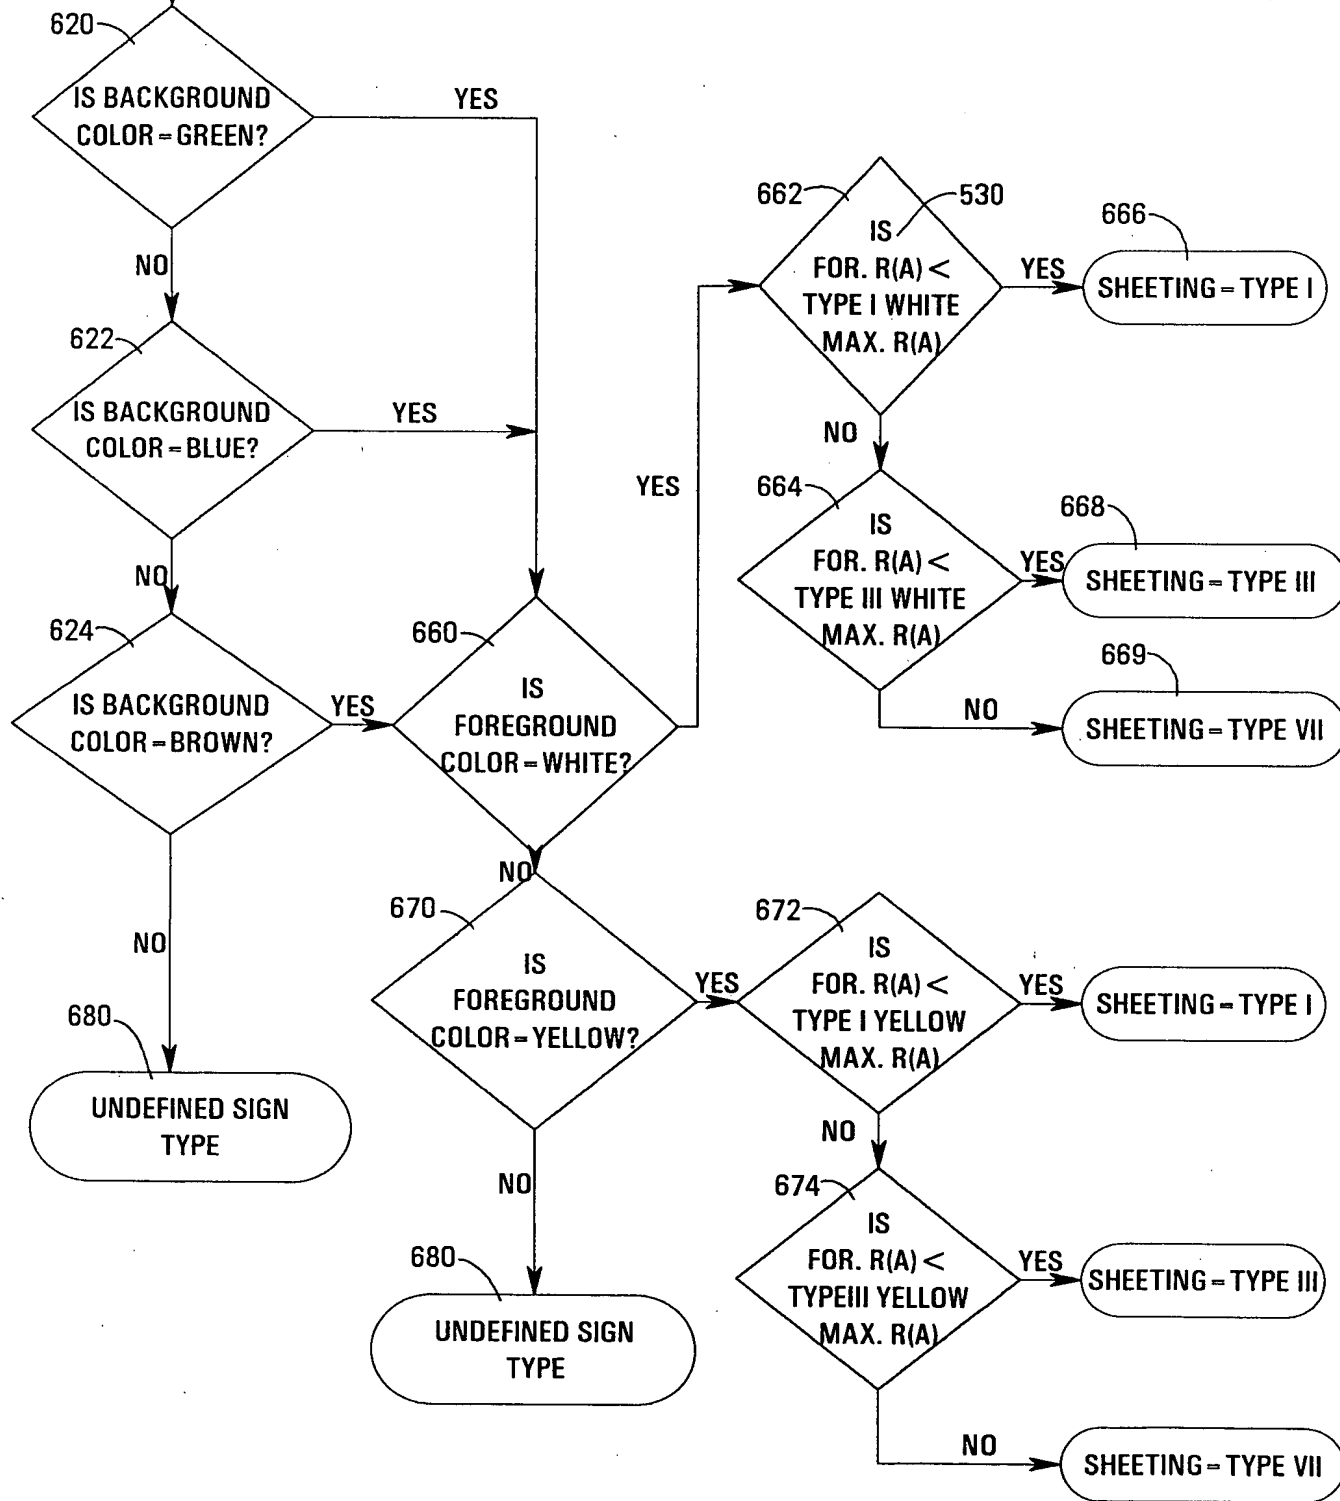 620
IS BACKGROUND
COLOR = GREEN?
YES
NO
622
IS BACKGROUND
COLOR = BLUE?
YES
NO
624
IS BACKGROUND
COLOR = BROWN?
YES
NO
680
UNDEFINED SIGN
TYPE
660
IS
FOREGROUND
COLOR = WHITE?
YES
NO
662
530
IS
FOR. R(A) <
TYPE I WHITE
MAX. R(A)
YES
666
SHEETING = TYPE I
NO
664
IS
FOR. R(A) <
TYPE III WHITE
MAX. R(A)
YES
668
SHEETING = TYPE III
669
NO
SHEETING = TYPE VII
670
IS
FOREGROUND
COLOR = YELLOW?
YES
NO
680
UNDEFINED SIGN
TYPE
672
IS
FOR. R(A) <
TYPE I YELLOW
MAX. R(A)
YES
SHEETING = TYPE I
NO
674
IS
FOR. R(A) <
TYPEIII YELLOW
MAX. R(A)
YES
SHEETING = TYPE III
NO
SHEETING = TYPE VII